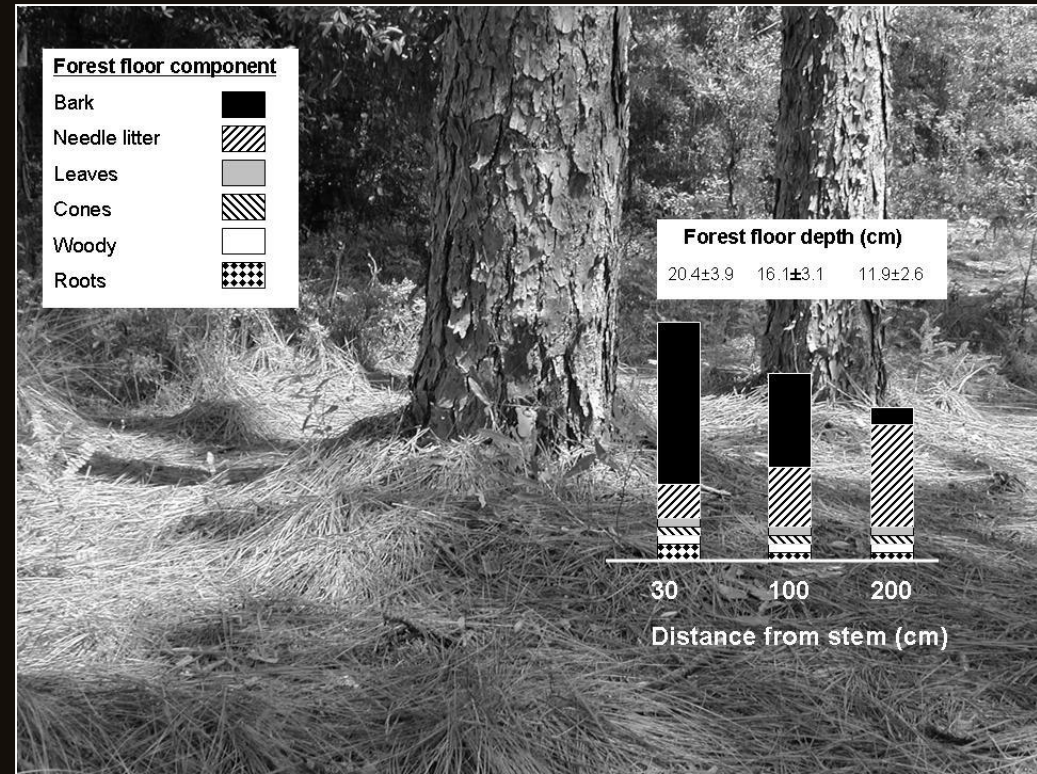 Forest floor component
Bark
Needle litter
Leaves
Cones
Woody
Roots
Forest floor depth (cm)
20.4±3.9 16.1±3.1 11.9±2.6
30 100 200
Distance from stem (cm)